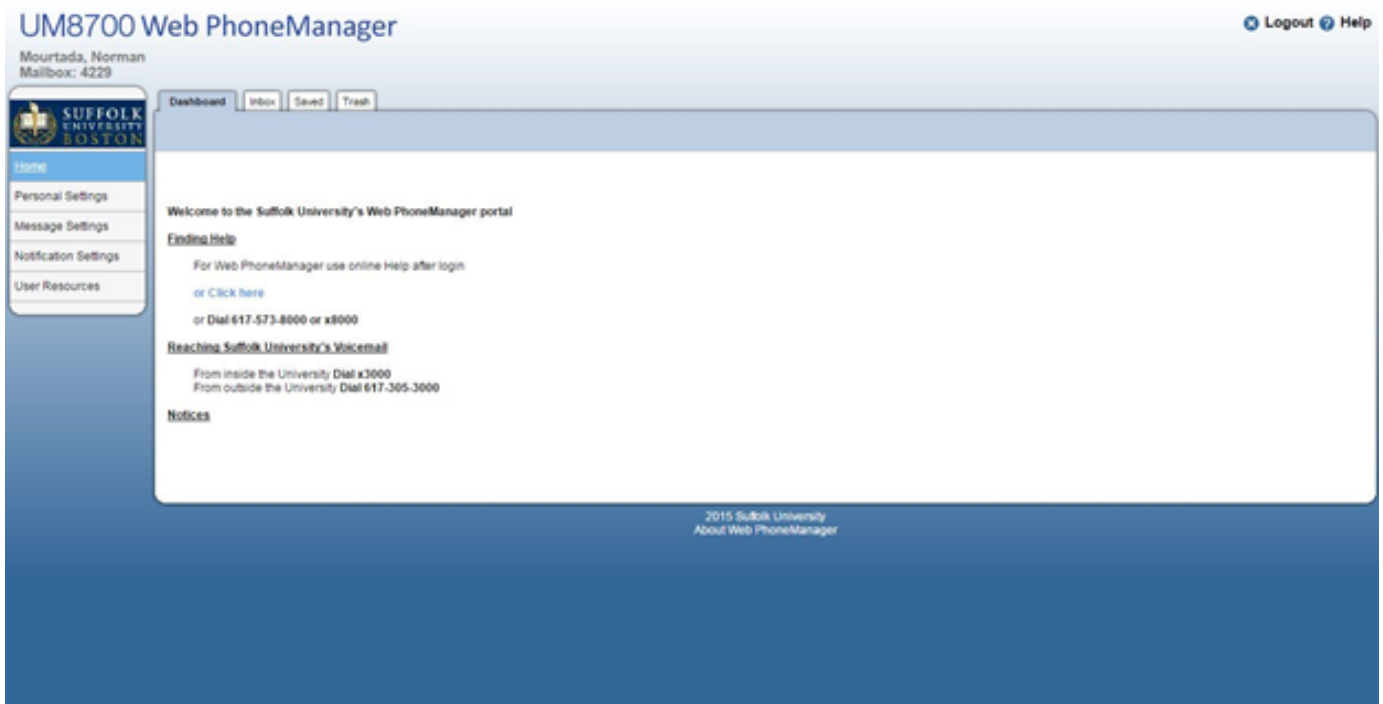 UM8700 Web PhoneManager
Logout Help
Mourtada, Norman
Mailbox: 4229
SUFFOLK
UNIVERSITY
BOSTON
Dashboard Inbox Saved Trash
Home
Personal Settings
Message Settings
Notification Settings
User Resources
Welcome to the Suffolk University's Web PhoneManager portal
Finding Help
For Web PhoneManager use online Help after login
or Click here
or Dial 617-573-8000 or x8000
Reaching Suffolk University's Voicemail
From inside the University Dial x3000
From outside the University Dial 617-305-3000
Notices
2015 Suffolk University
About Web PhoneManager